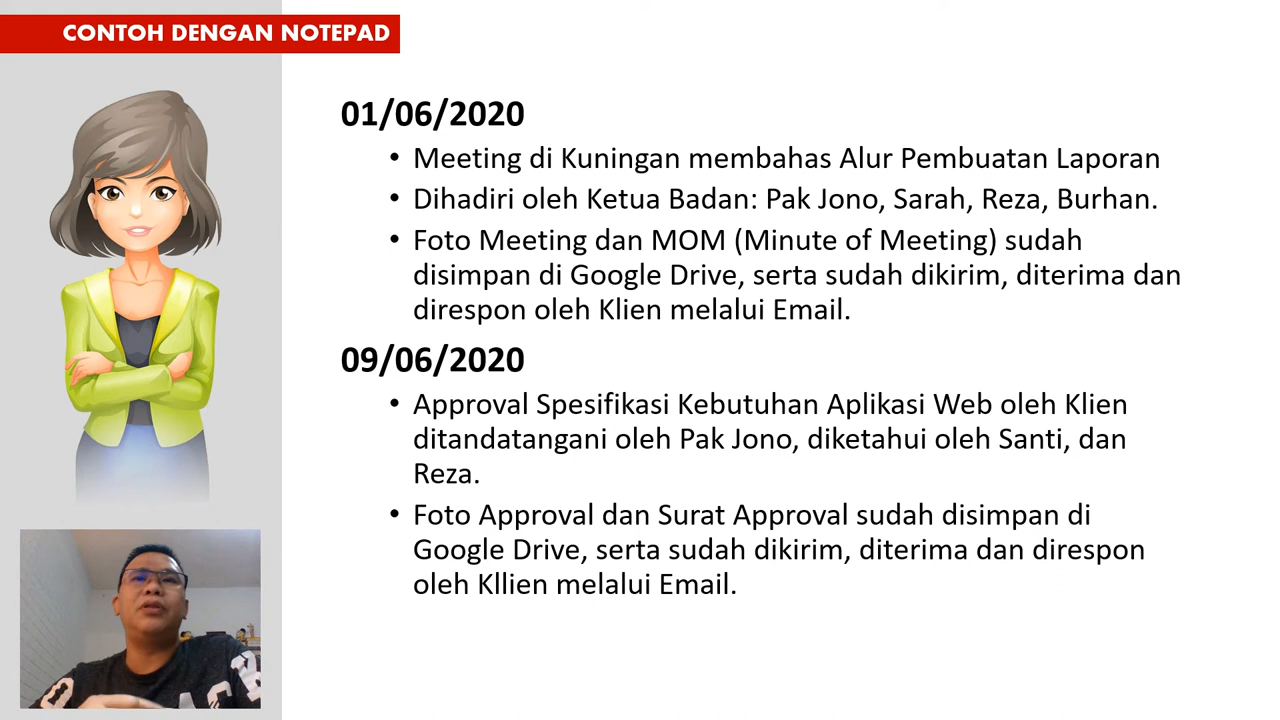 CONTOH DENGAN NOTEPAD
01/06/2020
• Meeting di Kuningan membahas Alur Pembuatan Laporan
• Dihadiri oleh Ketua Badan: Pak Jono, Sarah, Reza, Burhan.
• Foto Meeting dan MOM (Minute of Meeting) sudah
disimpan di Google Drive, serta sudah dikirim, diterima dan
direspon oleh Klien melalui Email.
09/06/2020
• Approval Spesifikasi Kebutuhan Aplikasi Web oleh Klien
ditandatangani oleh Pak Jono, diketahui oleh Santi, dan
Reza.
• Foto Approval dan Surat Approval sudah disimpan di
Google Drive, serta sudah dikirim, diterima dan direspon
oleh Kllien melalui Email.